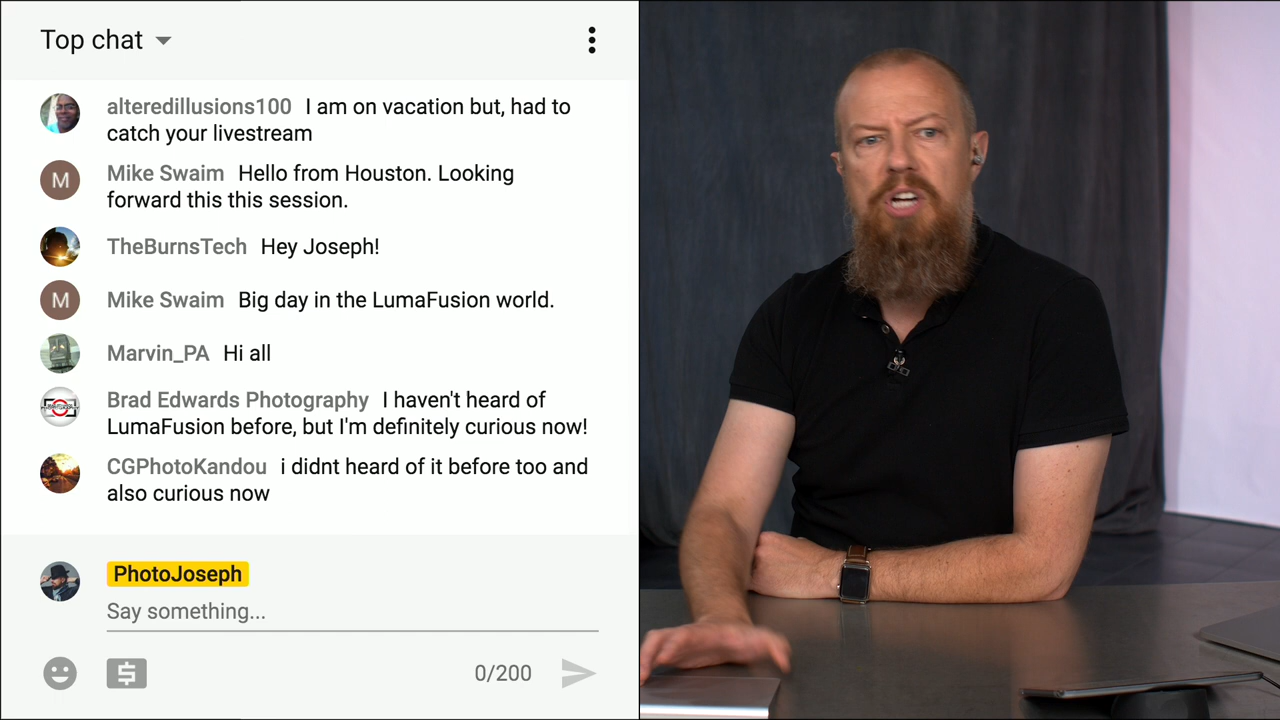 Top chat
alteredillusions100 I am on vacation but, had to
catch your livestream
M
Mike Swaim Hello from Houston. Looking
forward this this session.
TheBurnsTech Hey Joseph!
M
Mike Swaim Big day in the LumaFusion world.
Marvin_PA Hi all
Brad Edwards Photography I haven't heard of
LumaFusion before, but I'm definitely curious now!
CGPhotoKandou i didnt heard of it before too and
also curious now
PhotoJoseph
Say something...
$
0/200